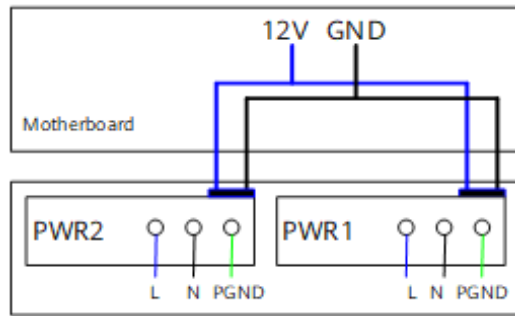 12V GND
Motherboard
PWR2 PWR1
L N PGND L N PGND